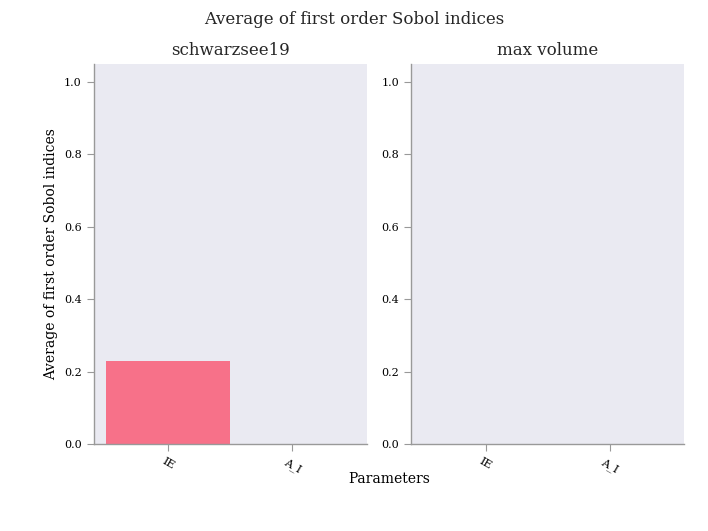 Average of first order Sobol indices
schwarzsee19
max volume
Average of first order Sobol indices
1.0
0.8
0.6
0.4
0.2
0.0
IE
A_I
1.0
0.8
0.6
0.4
0.2
0.0
IE
A_I
Parameters